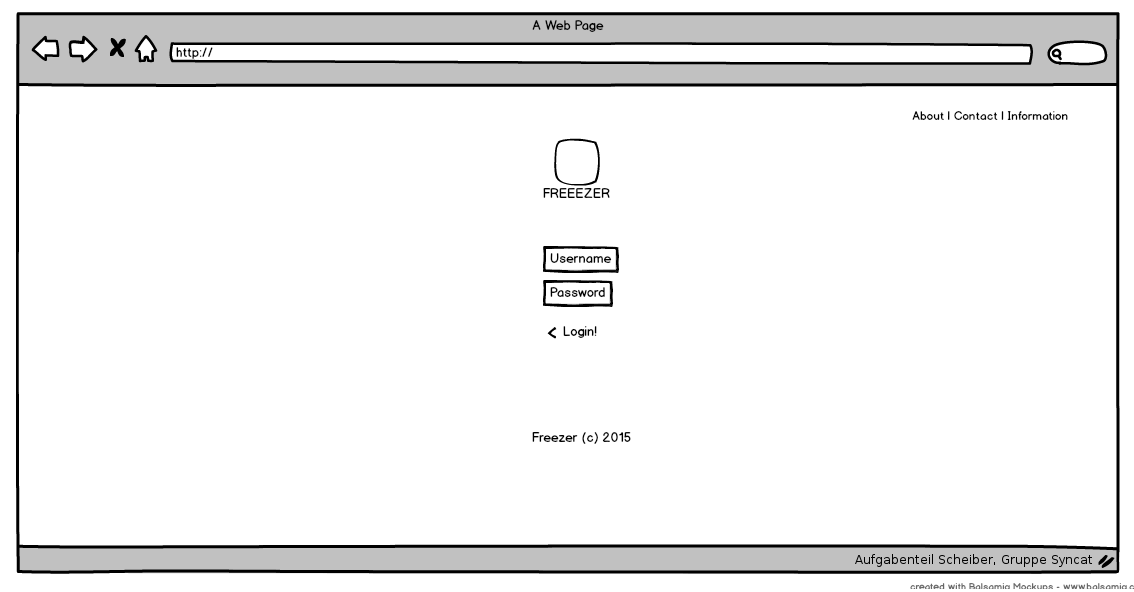 A Web Page
http://
About | Contact | Information
FREEEZER
Username
Password
< Login!
Freezer (c) 2015
Aufgabenteil Scheiber, Gruppe Syncat
created with Balsamiq Mockups - www.balsamiq.c